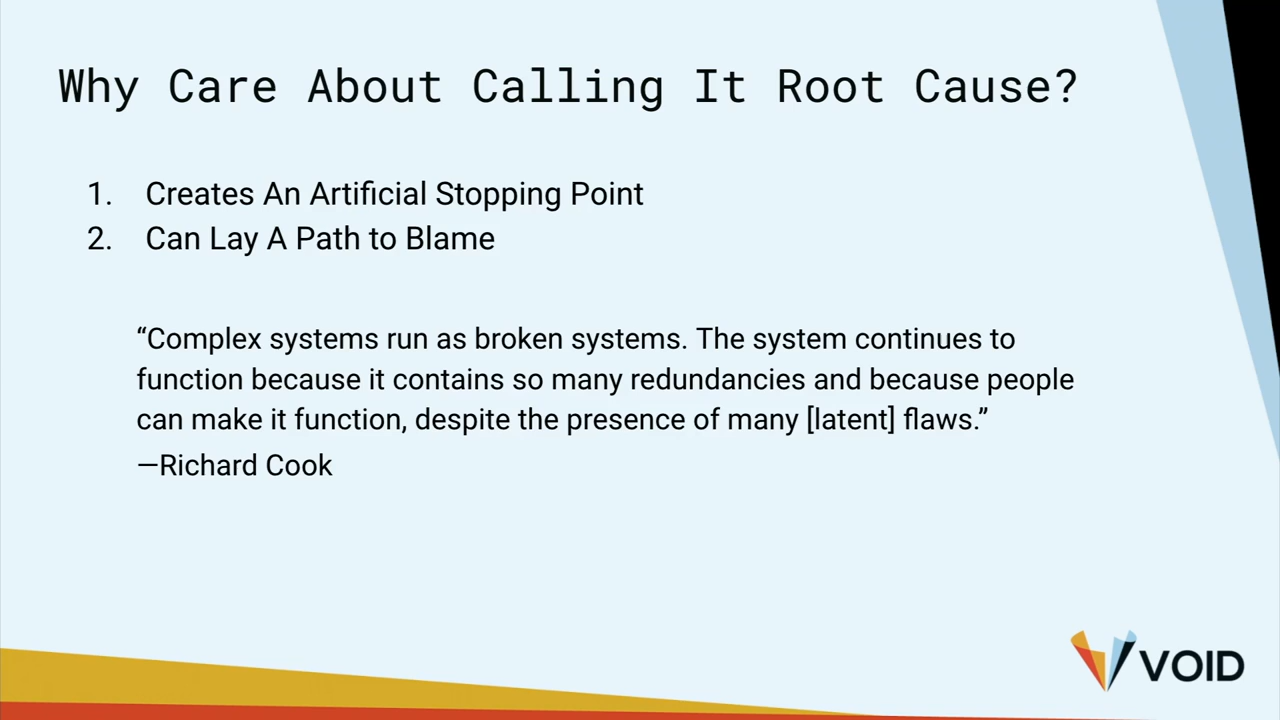 Why Care About Calling It Root Cause?
1. Creates An Artificial Stopping Point
2. Can Lay A Path to Blame
“Complex systems run as broken systems. The system continues to
function because it contains so many redundancies and because people
can make it function, despite the presence of many [latent] flaws.”
—Richard Cook
VOID